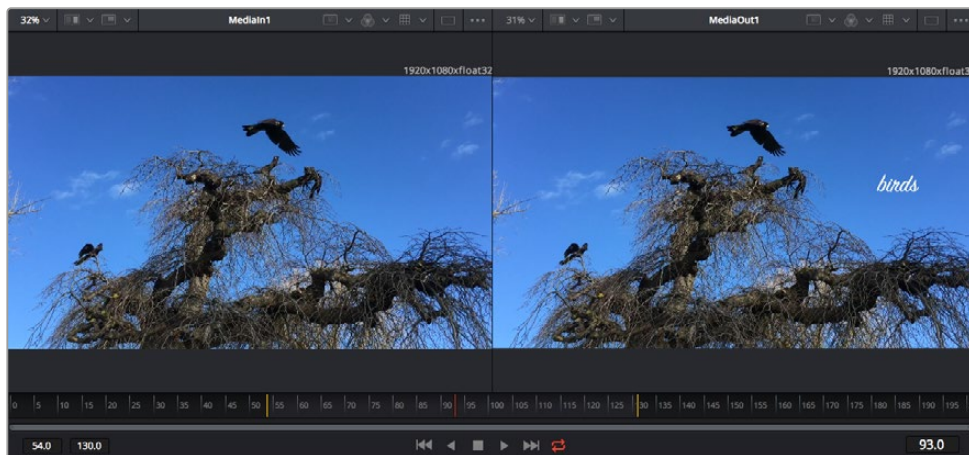 32% MediaIn1 31% MediaOut1
1920x1080xfloat32 1920x1080xfloat3
birds
0 5 10 15 20 25 30 35 40 45 50 55 60 65 70 75 80 85 90 95 100 105 110 115 120 125 130 135 140 145 150 155 160 165 170 175 180 185 190 195
54.0 130.0 93.0